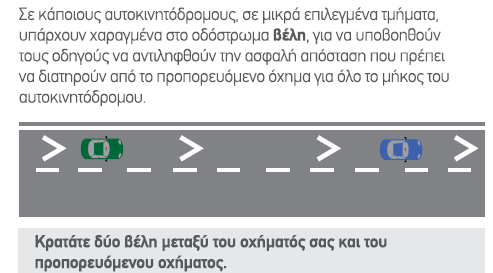 Σε κάποιους αυτοκινητόδρομους, σε μικρά επιλεγμένα τμήματα,
υπάρχουν χαραγμένα στο οδόστρωμα βέλη, για να υποβοηθούν
τους οδηγούς να αντιληφθούν την ασφαλή απόσταση που πρέπει
να διατηρούν από το προπορευόμενο όχημα για όλο το μήκος του
αυτοκινητόδρομου.
Κρατάτε δύο βέλη μεταξύ του οχήματός σας και του
προπορευόμενου οχήματος.